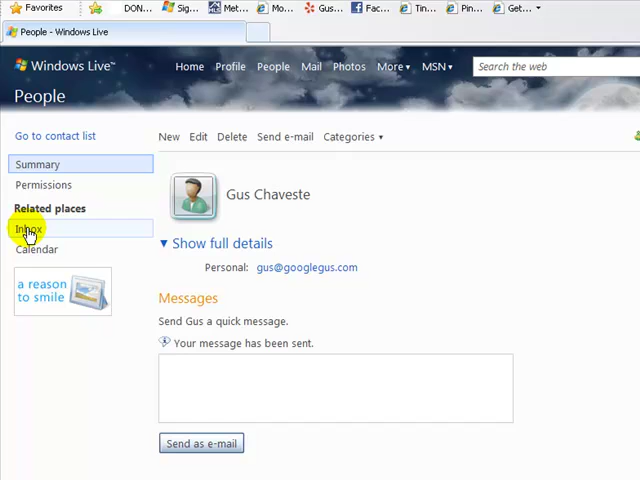 Favorites DON... Sig... Met... Mo... Gus... Fac... Tin... Pin... Get...
People - Windows Live
Windows Live™ Home Profile People Mail Photos More MSN Search the web
People
Go to contact list New Edit Delete Send e-mail Categories
Summary
Permissions
Gus Chaveste
Related places
Inbox
Calendar
Show full details
Personal: gus@googlegus.com
a reason
to smile
Messages
Send Gus a quick message.
Your message has been sent.
Send as e-mail